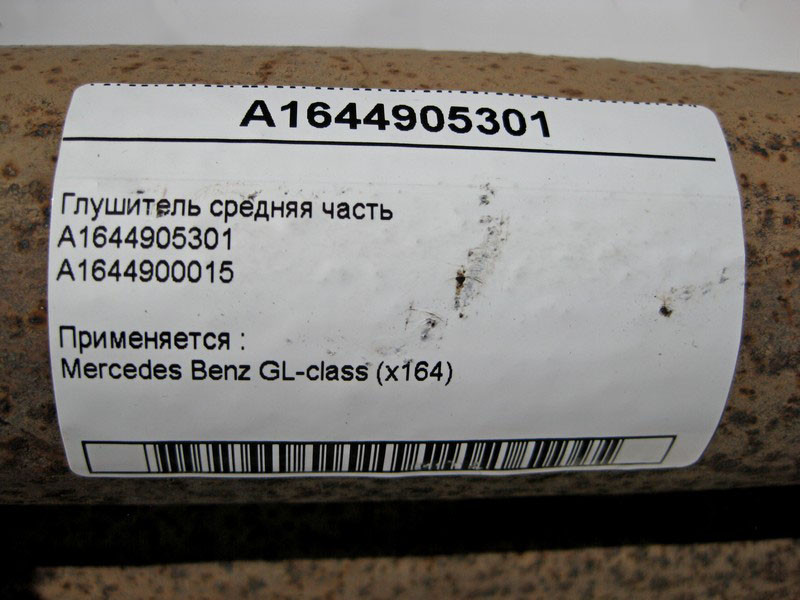 A1644905301
Глушитель средняя часть
A1644905301
A1644900015
Применяется :
Mercedes Benz GL-class (x164)